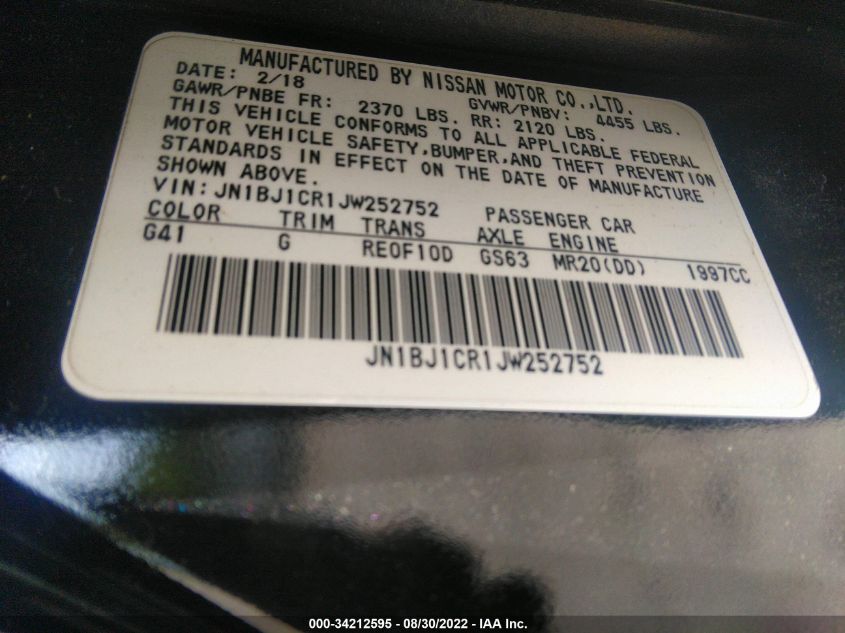 MANUFACTURED BY NISSAN MOTOR CO.,LTD.
DATE: 2/18 GVWR/PNBV: 4455 LBS.
GAWR/PNBE FR: 2370 LBS. RR: 2120 LBS.
THIS VEHICLE CONFORMS TO ALL APPLICABLE FEDERAL
MOTOR VEHICLE SAFETY,BUMPER,AND THEFT PREVENTION
STANDARDS IN EFFECT ON THE DATE OF MANUFACTURE
SHOWN ABOVE.
VIN:JN1BJ1CR1JW252752 PASSENGER CAR
COLOR TRIM TRANS AXLE ENGINE
G41 G RE0F10D GS63 MR20(DD) 1997CC
JN1BJ1CR1JW252752
000-34212595 - 08/30/2022 - IAA Inc.